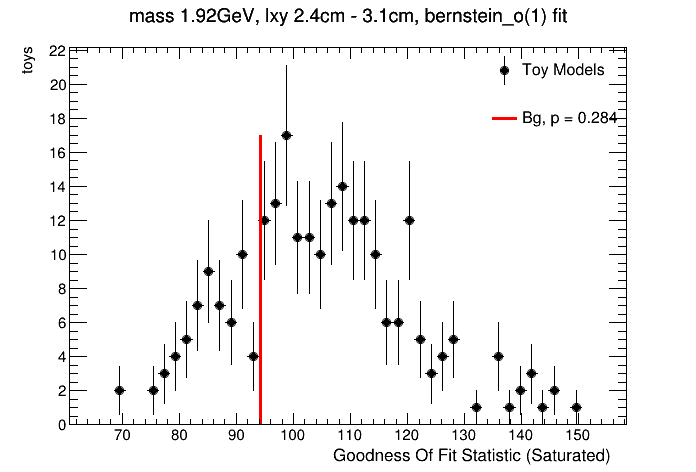 mass 1.92GeV, lxy 2.4cm - 3.1cm, bernstein_o(1) fit
toys
22
20
18
16
14
12
10
8
6
4
2
0
Toy Models
Bg, p = 0.284
70 80 90 100 110 120 130 140 150
Goodness Of Fit Statistic (Saturated)